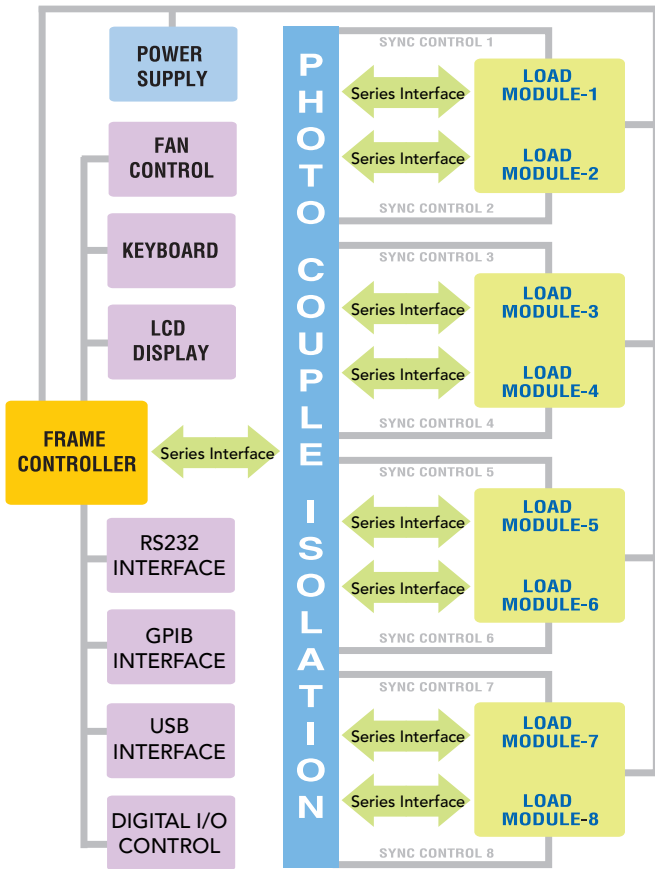 POWER
SUPPLY
FAN
CONTROL
KEYBOARD
LCD
DISPLAY
FRAME
CONTROLLER
Series Interface
RS232
INTERFACE
GPIB
INTERFACE
USB
INTERFACE
DIGITAL I/O
CONTROL
PHOTO COUPLE ISOLATION
SYNC CONTROL 1
Series Interface
LOAD
MODULE-1
Series Interface
LOAD
MODULE-2
SYNC CONTROL 2
SYNC CONTROL 3
Series Interface
LOAD
MODULE-3
Series Interface
LOAD
MODULE-4
SYNC CONTROL 4
SYNC CONTROL 5
Series Interface
LOAD
MODULE-5
Series Interface
LOAD
MODULE-6
SYNC CONTROL 6
SYNC CONTROL 7
Series Interface
LOAD
MODULE-7
Series Interface
LOAD
MODULE-8
SYNC CONTROL 8